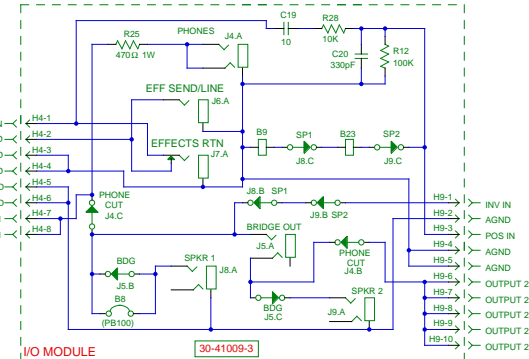 C19
10
R28
10K
R25
470Ω 1W
PHONES
J4.A
C20
330pF
R12
100K
EFF SEND/LINE
J6.A
EFFECTS RTN
J7.A
B9
SP1
J8.C
B23
SP2
J9.C
H4-1
H4-2
H4-3
H4-4
H4-5
H4-6
H4-7
H4-8
PHONE
CUT
J4.C
J8.B SP1
J9.B SP2
H9-1 INV IN
H9-2 AGND
H9-3 POS IN
H9-4 AGND
H9-5 AGND
H9-6 OUTPUT 2
H9-7 OUTPUT 2
H9-8 OUTPUT 2
H9-9 OUTPUT 2
H9-10 OUTPUT 2
BRIDGE OUT
J5.A
PHONE
CUT
J4.B
BDG
J5.B
SPKR 1
J8.A
B8
(PB100)
BDG
J5.C
SPKR 2
J9.A
I/O MODULE
30-41009-3